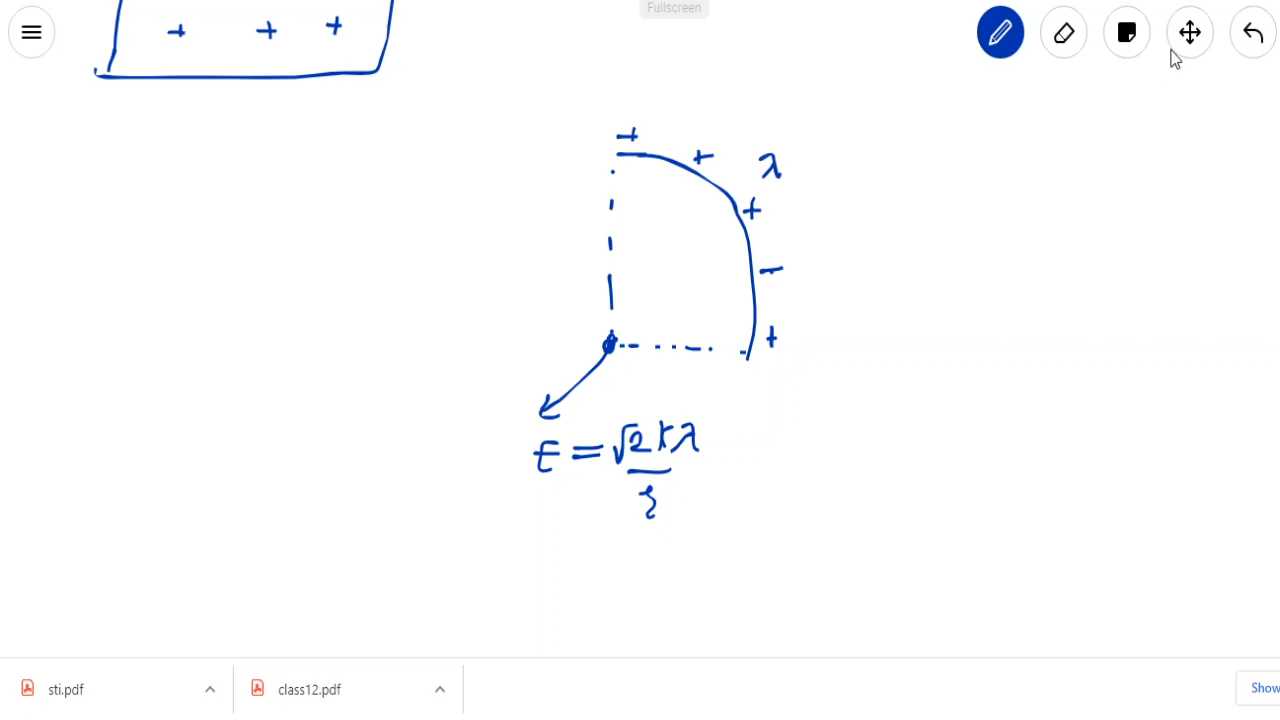 Fullscreen
+ + +
+
+ λ
+
–
+
E = √2 kλ
r
sti.pdf class12.pdf Show